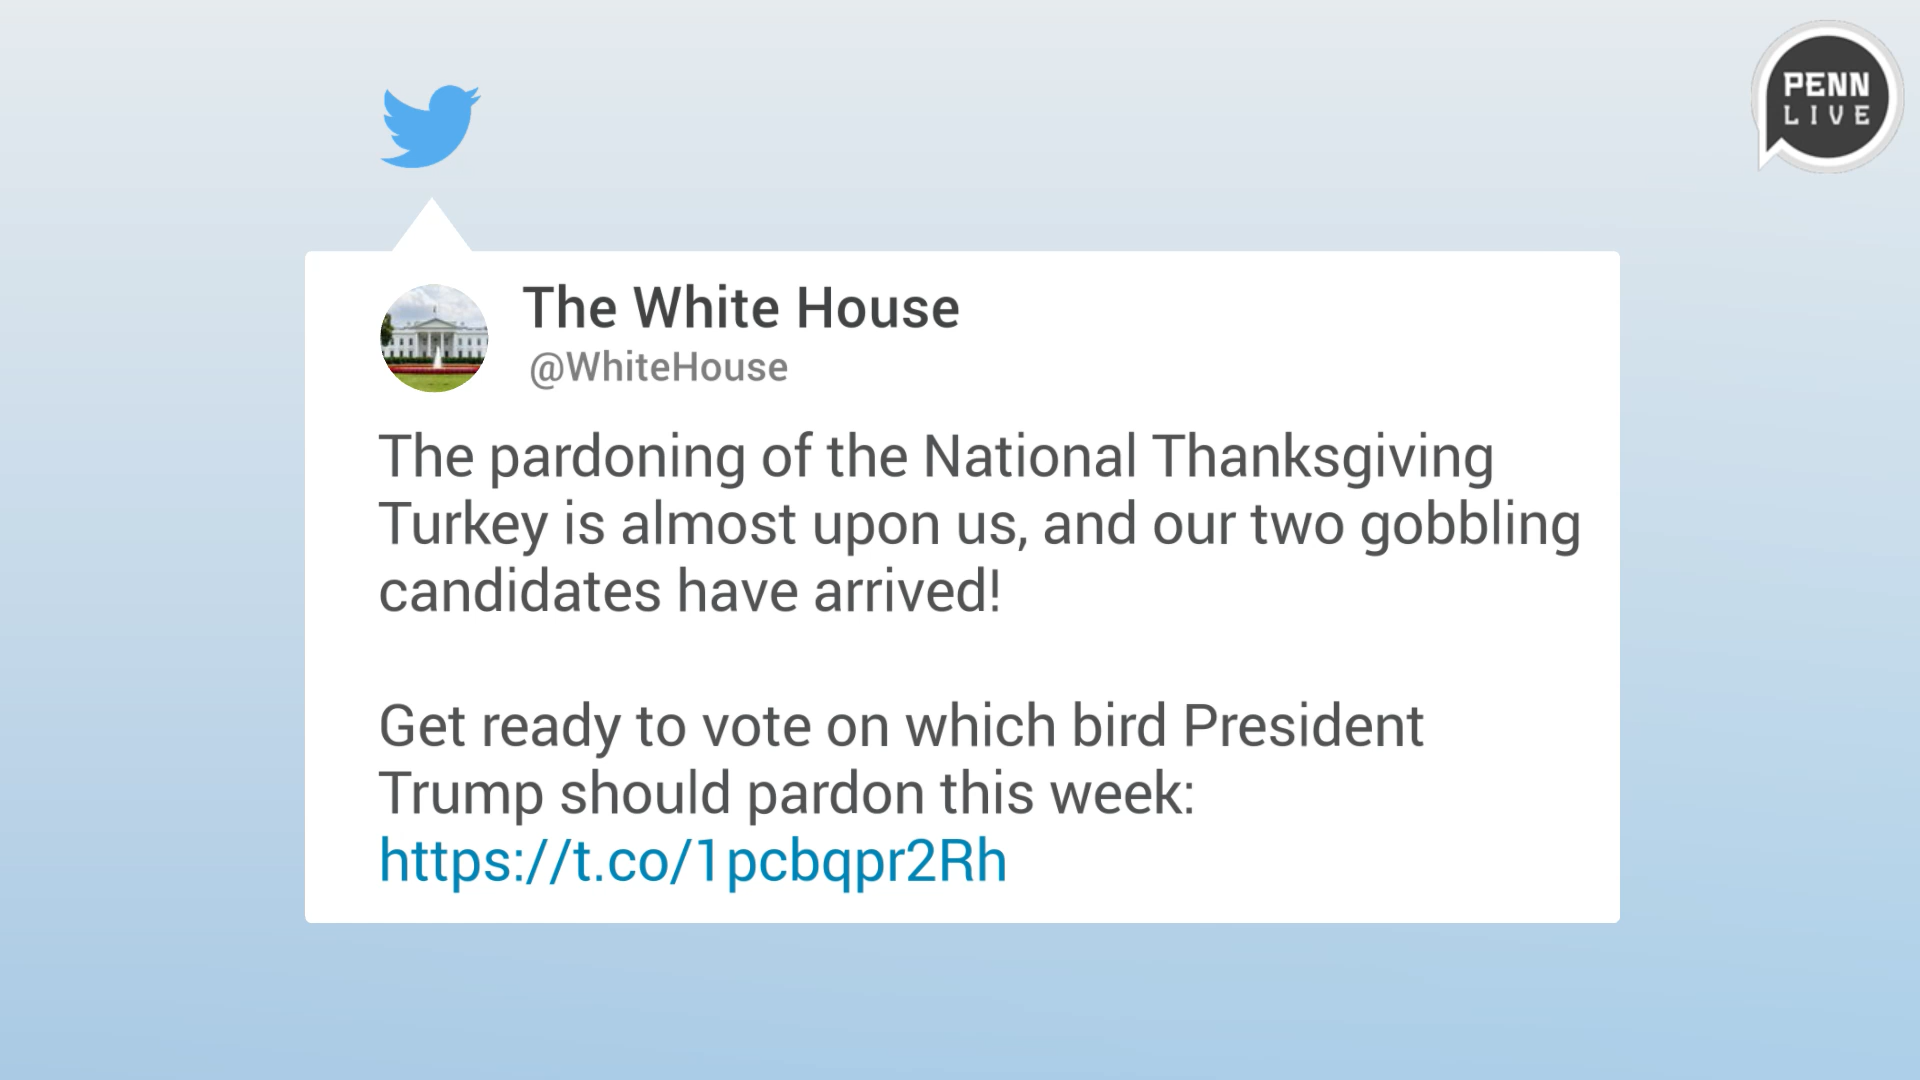 PENN
LIVE
The White House
@WhiteHouse
The pardoning of the National Thanksgiving
Turkey is almost upon us, and our two gobbling
candidates have arrived!
Get ready to vote on which bird President
Trump should pardon this week:
https://t.co/1pcbqpr2Rh